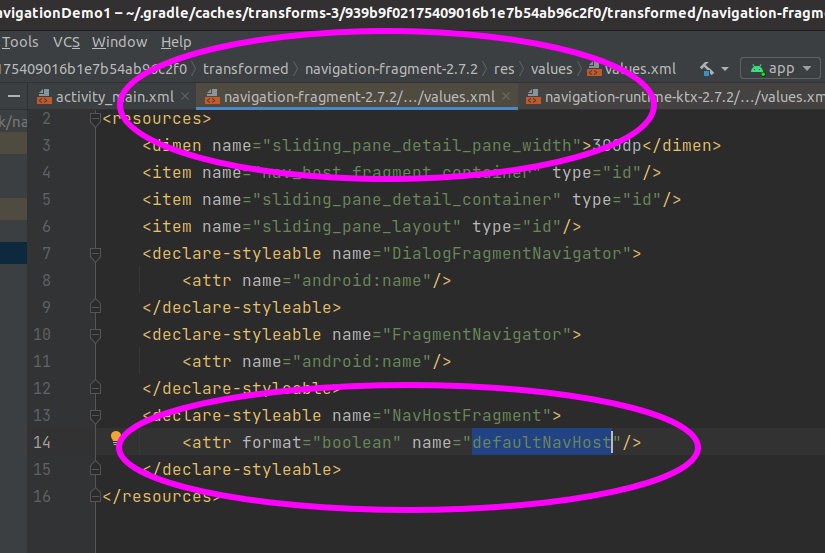 avigationDemo1 – ~/.gradle/caches/transforms-3/939b9f02175409016b1e7b54ab96c2f0/transformed/navigation-fragm
Tools VCS Window Help
175409016b1e7b54ab96c2f0 transformed navigation-fragment-2.7.2 res values values.xml app
activity_main.xml navigation-fragment-2.7.2/.../values.xml navigation-runtime-ktx-2.7.2/.../values.xm
k/na
2 <resources>
3 <dimen name="sliding_pane_detail_pane_width">300dp</dimen>
4 <item name="nav_host_fragment_container" type="id"/>
5 <item name="sliding_pane_detail_container" type="id"/>
6 <item name="sliding_pane_layout" type="id"/>
7 <declare-styleable name="DialogFragmentNavigator">
8 <attr name="android:name"/>
9 </declare-styleable>
10 <declare-styleable name="FragmentNavigator">
11 <attr name="android:name"/>
12 </declare-styleable>
13 <declare-styleable name="NavHostFragment">
14 <attr format="boolean" name="defaultNavHost"/>
15 </declare-styleable>
16 </resources>